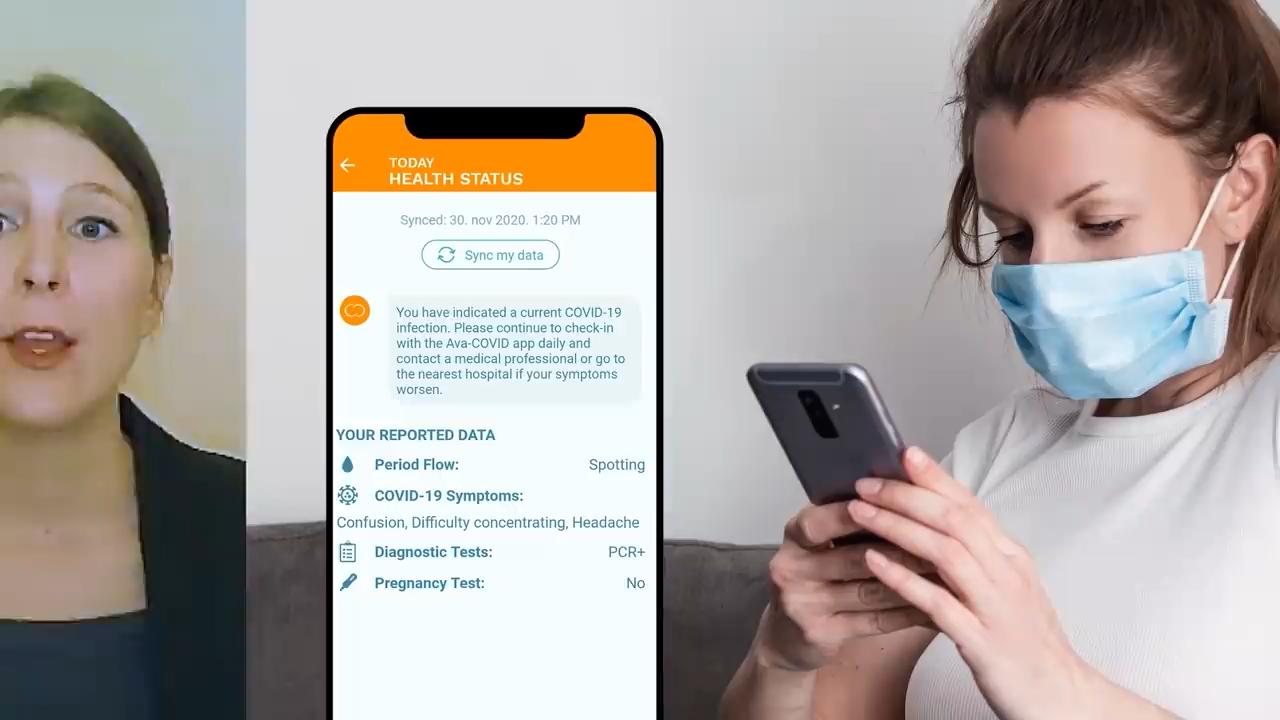 TODAY
HEALTH STATUS
Synced: 30. nov 2020. 1:20 PM
Sync my data
You have indicated a current COVID-19
infection. Please continue to check-in
with the Ava-COVID app daily and
contact a medical professional or go to
the nearest hospital if your symptoms
worsen.
YOUR REPORTED DATA
Period Flow: Spotting
COVID-19 Symptoms:
Confusion, Difficulty concentrating, Headache
Diagnostic Tests: PCR+
Pregnancy Test: No